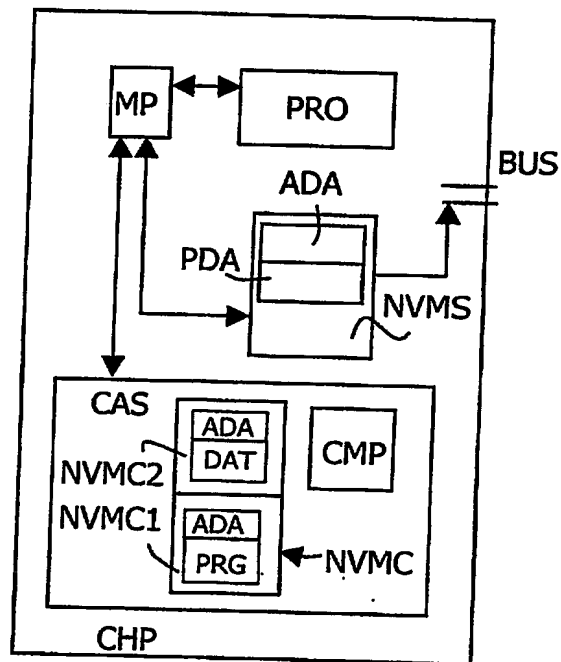 MP
PRO
BUS
ADA
PDA
NVMS
CAS
ADA
DAT
CMP
NVMC2
NVMC1
ADA
PRG
NVMC
CHP